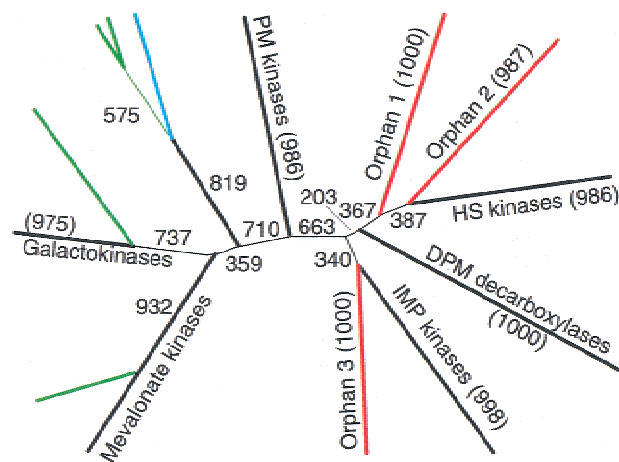 PM kinases (986)
Orphan 1 (1000)
Orphan 2 (987)
575
819
203
367
387
HS kinases (986)
(975)
Galactokinases
737
710
663
359
340
DPM decarboxylases
(1000)
932
Mevalonate kinases
Orphan 3 (1000)
IMP kinases (998)